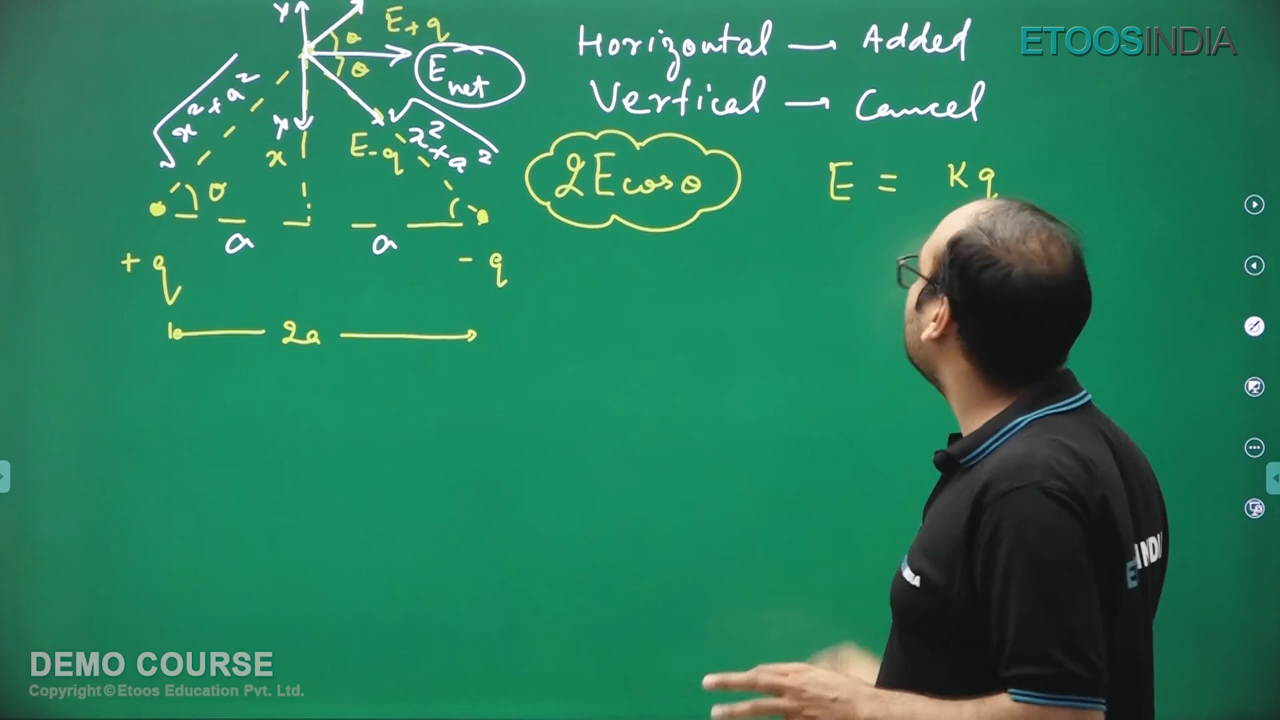 ETOOSINDIA
Y
θ
E+q
θ
Enet
Horizontal → Added
Vertical → Cancel
√x²+a²
Y
x
E-q
√x²+a²
θ
2Ecosθ
E = Kq
a
a
+q
-q
2a
INDI
DEMO COURSE
Copyright © Etoos Education Pvt. Ltd.